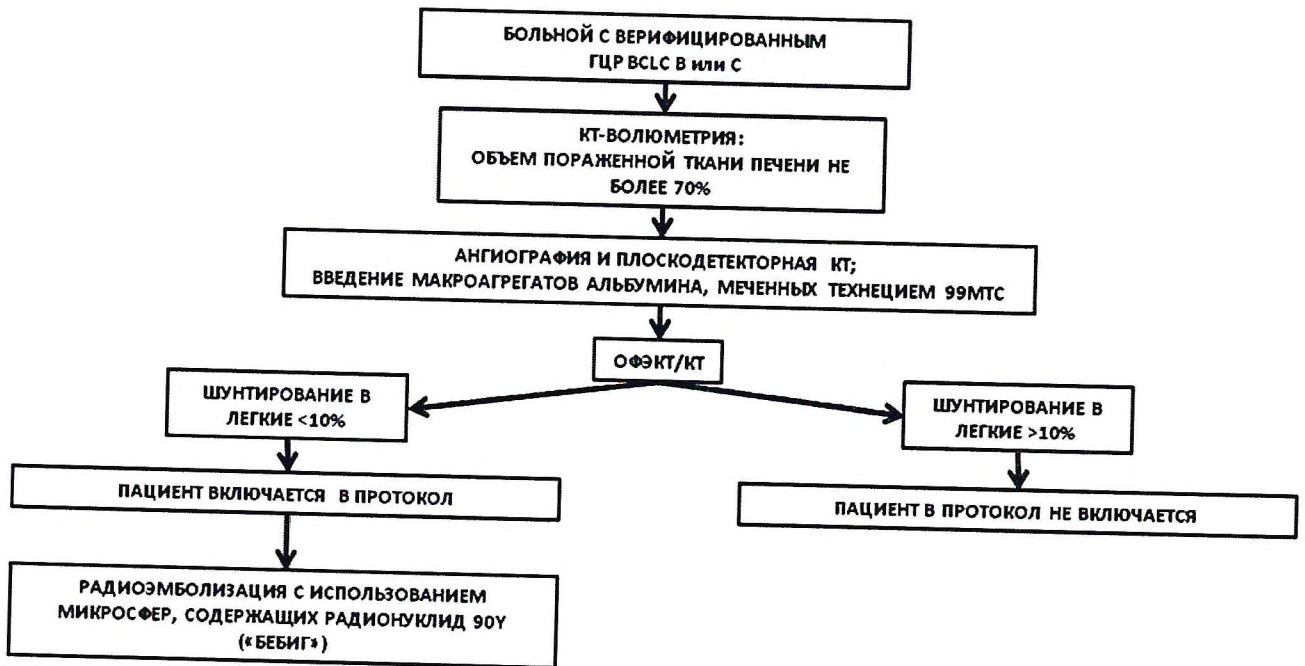 БОЛЬНОЙ С ВЕРИФИЦИРОВАННЫМ
ГЦР BCLC В или С
КТ-ВОЛЮМЕТРИЯ:
ОБЪЕМ ПОРАЖЕННОЙ ТКАНИ ПЕЧЕНИ НЕ
БОЛЕЕ 70%
АНГИОГРАФИЯ И ПЛОСКОДЕТЕКТОРНАЯ КТ;
ВВЕДЕНИЕ МАКРОАГРЕГАТОВ АЛЬБУМИНА, МЕЧЕННЫХ ТЕХНЕЦИЕМ 99МТС
ОФЭКТ/КТ
ШУНТИРОВАНИЕ В
ЛЕГКИЕ <10%
ШУНТИРОВАНИЕ В
ЛЕГКИЕ >10%
ПАЦИЕНТ ВКЛЮЧАЕТСЯ В ПРОТОКОЛ
ПАЦИЕНТ В ПРОТОКОЛ НЕ ВКЛЮЧАЕТСЯ
РАДИОЭМБОЛИЗАЦИЯ С ИСПОЛЬЗОВАНИЕМ
МИКРОСФЕР, СОДЕРЖАЩИХ РАДИОНУКЛИД 90Y
(«БЕБИГ»)